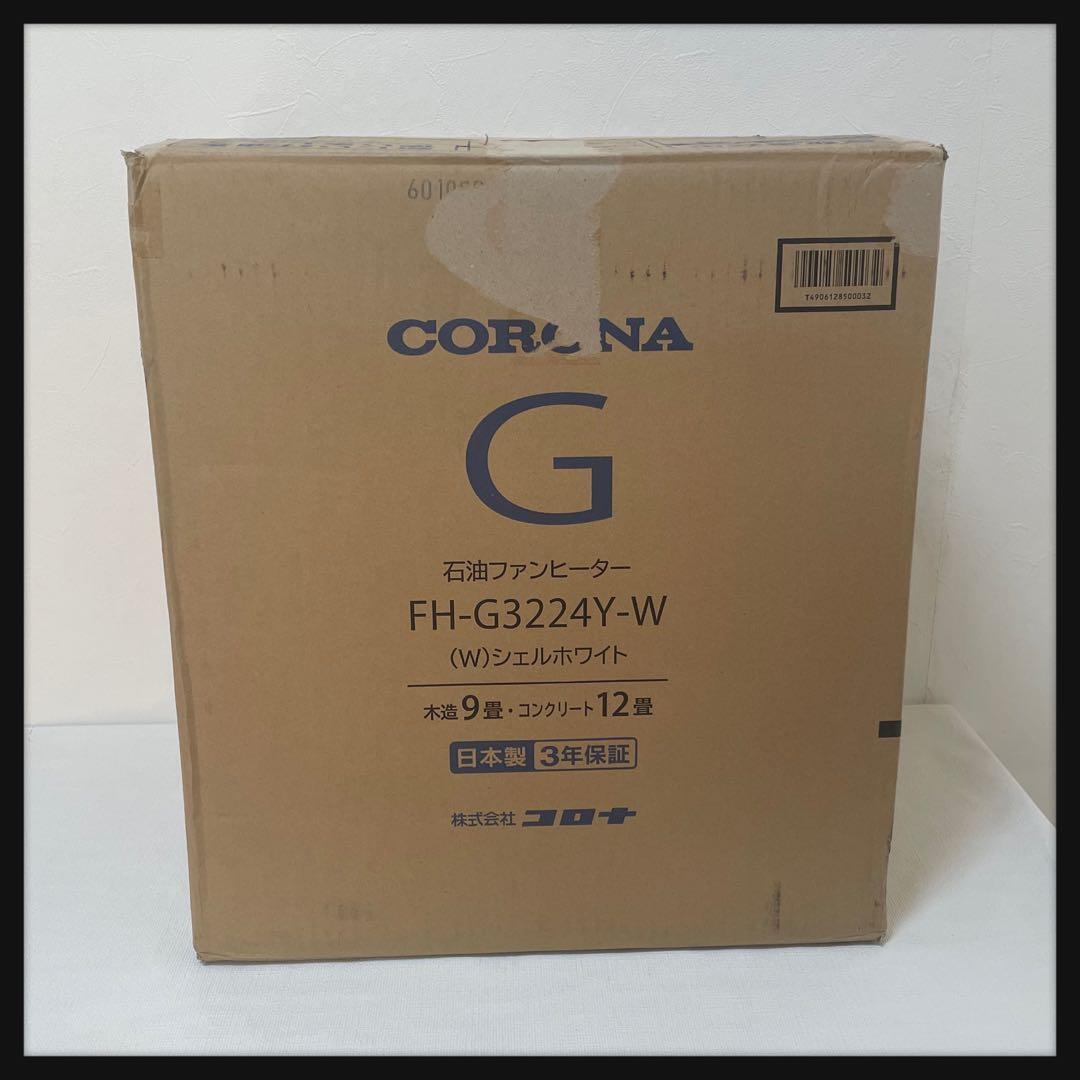 T4906128500032
CORONA
G
石油ファンヒーター
FH-G3224Y-W
(W)シェルホワイト
木造9畳・コンクリート12畳
日本製 3年保証
株式会社 コロナ